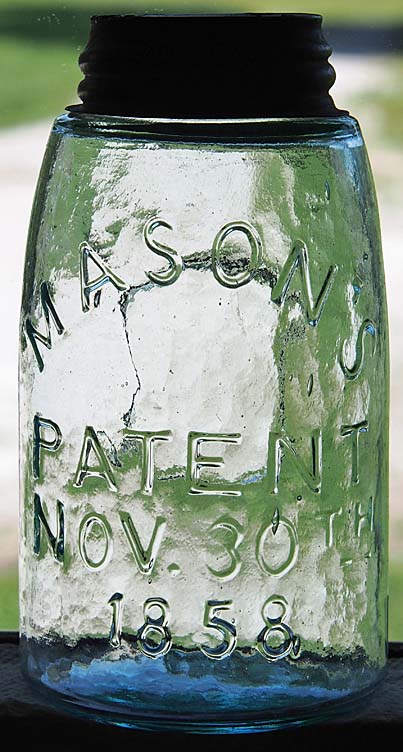 MASON'S
PATENT
NOV. 30TH
1858